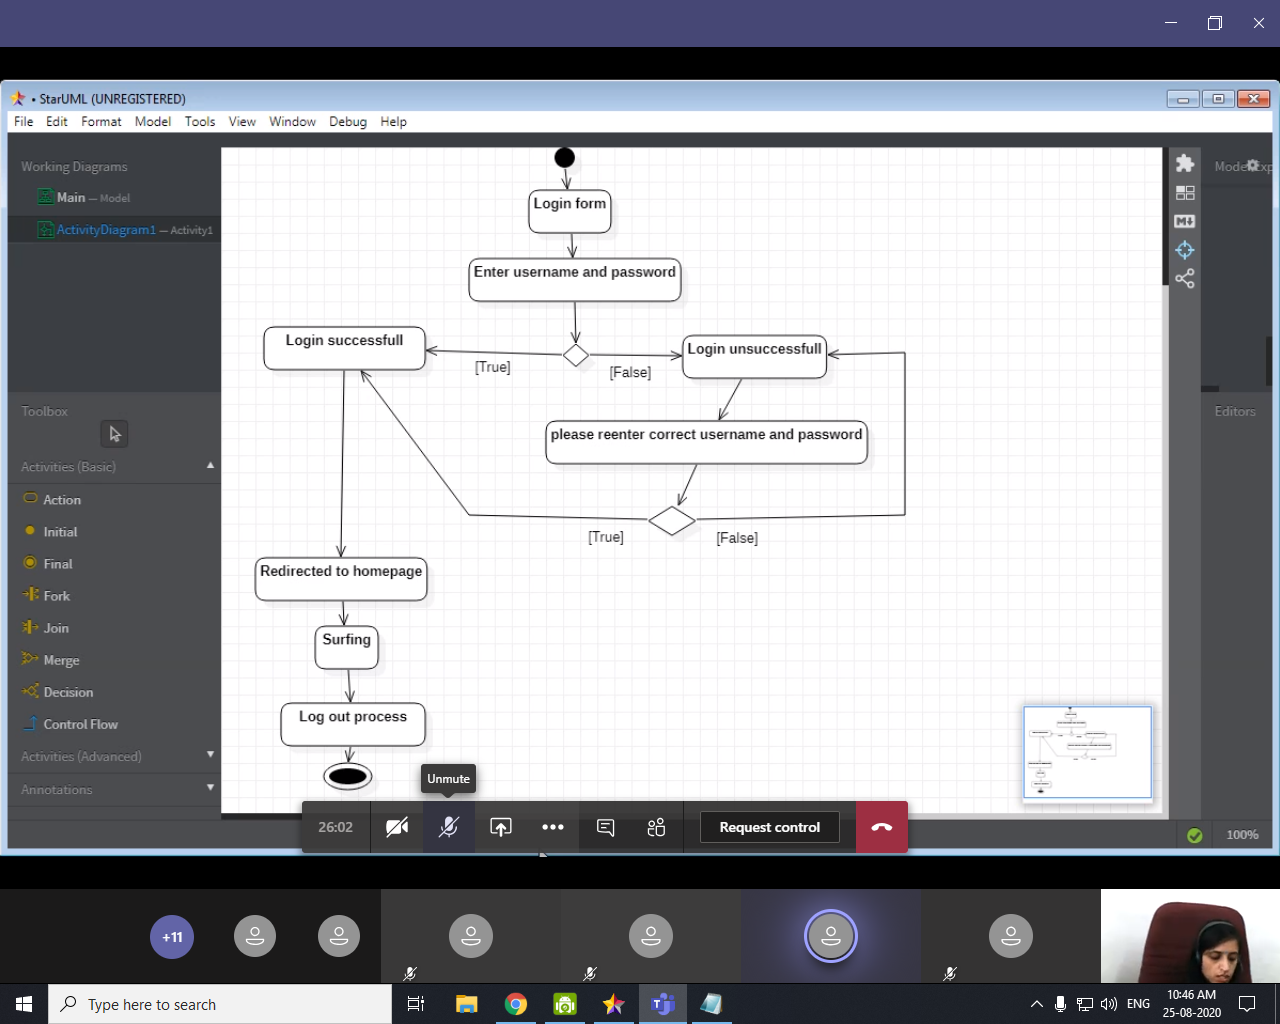 • StarUML (UNREGISTERED)
File Edit Format Model Tools View Window Debug Help
Working Diagrams
Main — Model
ActivityDiagram1 — Activity1
Toolbox
Activities (Basic)
Action
Initial
Final
Fork
Join
Merge
Decision
Control Flow
Activities (Advanced)
Annotations
Login form
Enter username and password
Login successfull
[True]
[False]
Login unsuccessfull
please reenter correct username and password
[True]
[False]
Redirected to homepage
Surfing
Log out process
Editors
100%
Unmute
26:02
Request control
+11
Type here to search
ENG
10:46 AM
25-08-2020